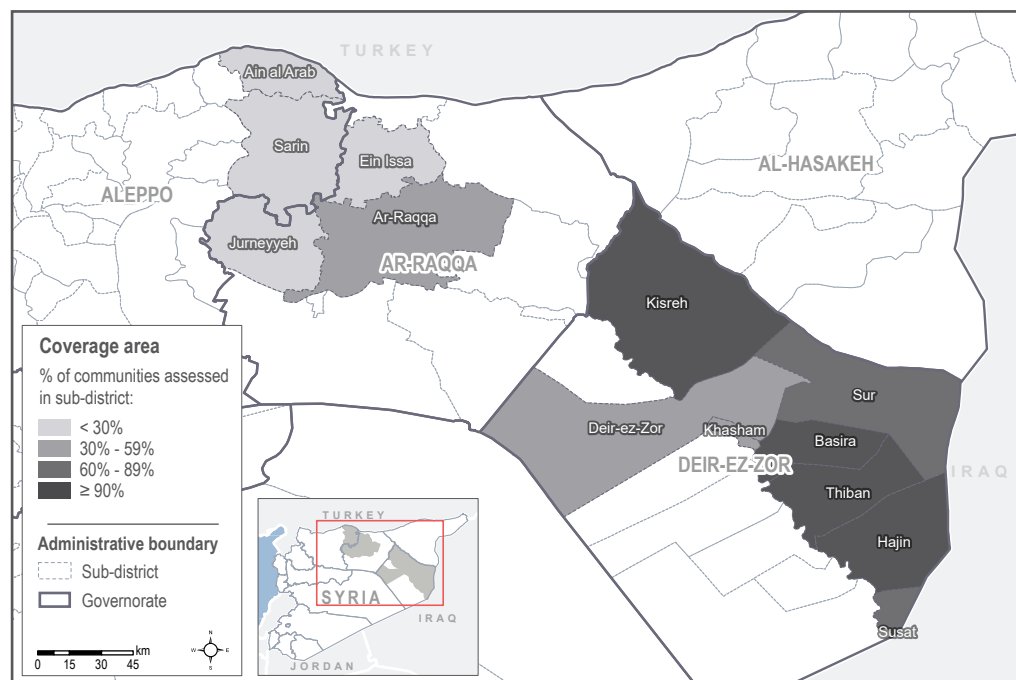 TURKEY
Ain al Arab
Sarin
Ein Issa
AL-HASAKEH
ALEPPO
Ar-Raqqa
Jurneyyeh
AR-RAQQA
Kisreh
Sur
Deir-ez-Zor
Khasham
Basira
DEIR-EZ-ZOR
IRAQ
Thiban
Hajin
Susat
Coverage area
% of communities assessed
in sub-district:
< 30%
30% - 59%
60% - 89%
≥ 90%
Administrative boundary
Sub-district
Governorate
km
0 15 30 45
N
W E
S
TURKEY
SYRIA
IRAQ
JORDAN